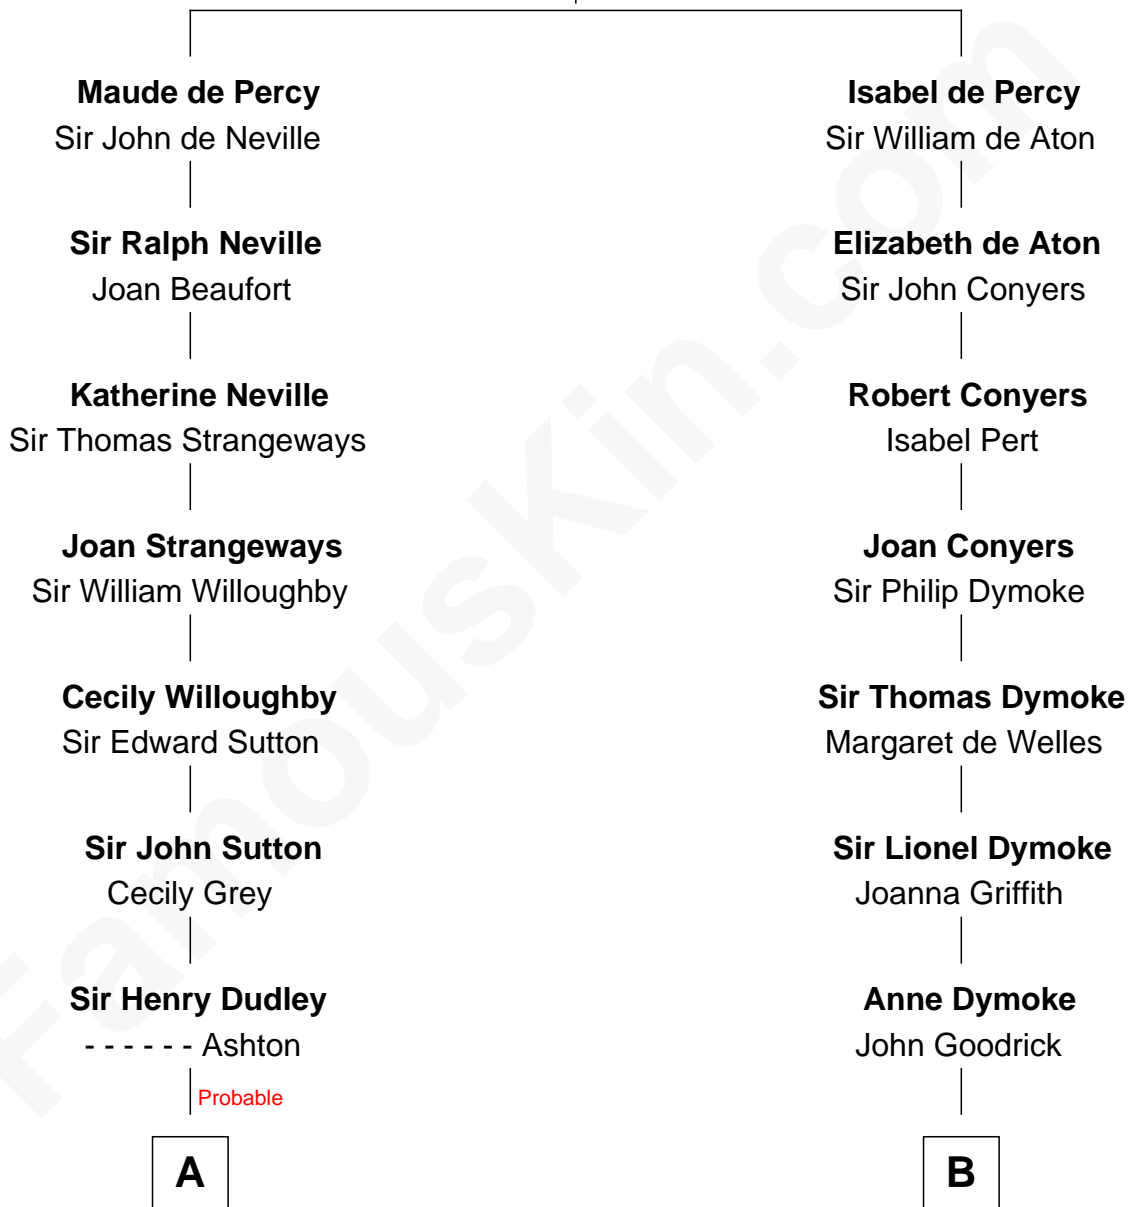 Maude de Percy
Sir John de Neville
Sir Ralph Neville
Joan Beaufort
Katherine Neville
Sir Thomas Strangeways
Joan Strangeways
Sir William Willoughby
Cecily Willoughby
Sir Edward Sutton
Sir John Sutton
Cecily Grey
Sir Henry Dudley
- - - - - - Ashton
Probable
A
Isabel de Percy
Sir William de Aton
Elizabeth de Aton
Sir John Conyers
Robert Conyers
Isabel Pert
Joan Conyers
Sir Philip Dymoke
Sir Thomas Dymoke
Margaret de Welles
Sir Lionel Dymoke
Joanna Griffith
Anne Dymoke
John Goodrick
B
FamousKin.com